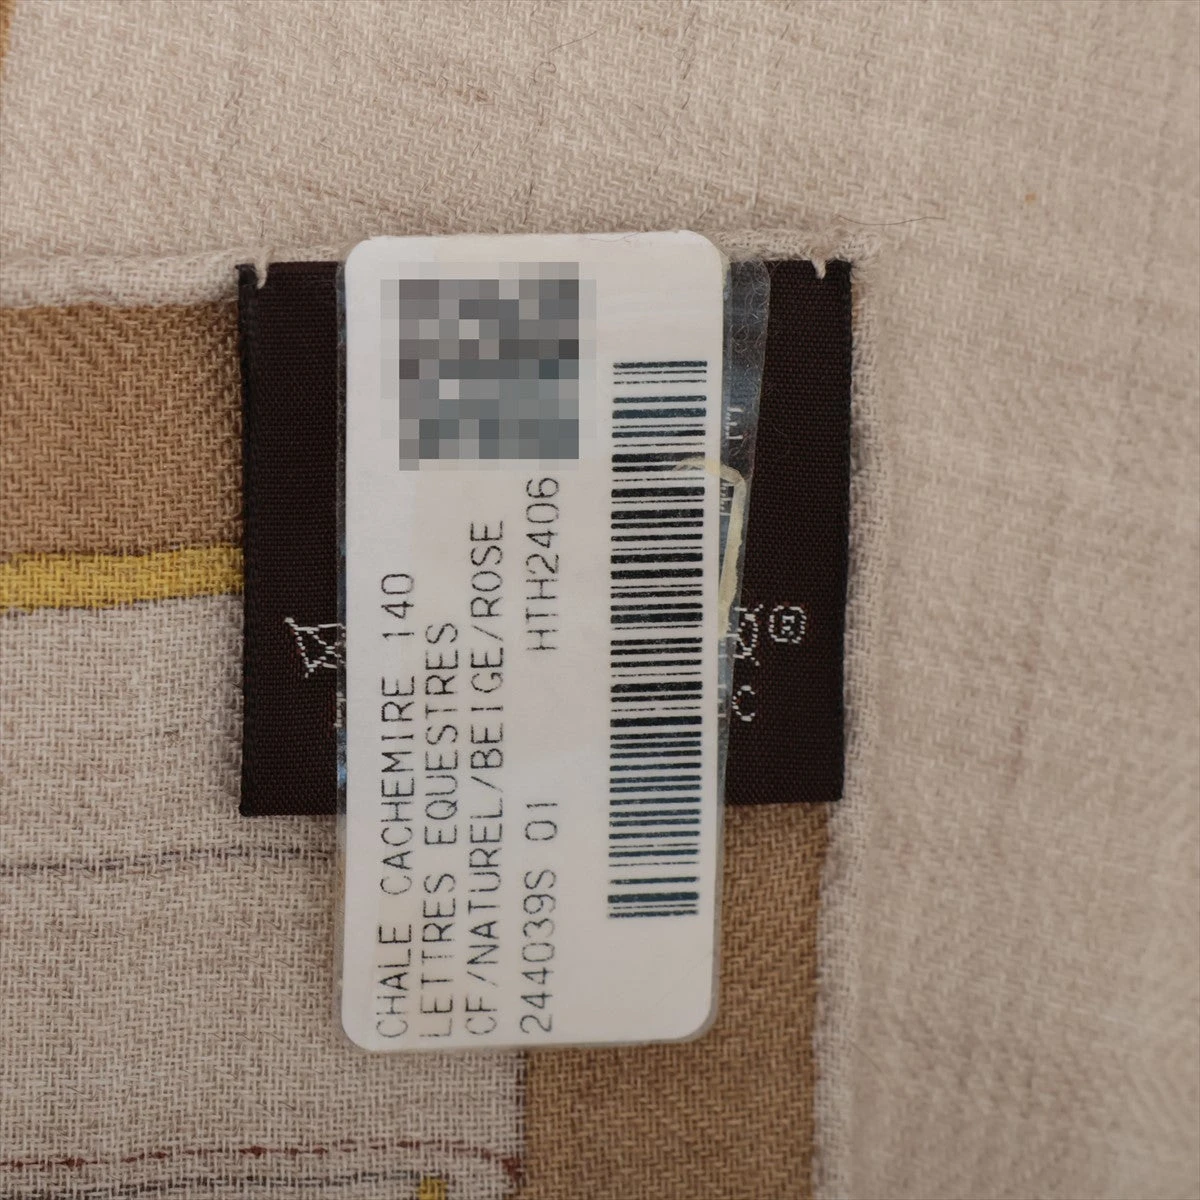 CHALE CACHEMIRE 140
LETTRES EQUESTRES
CF/NATUREL/BEIGE/ROSE
244039S 01 HTH2406